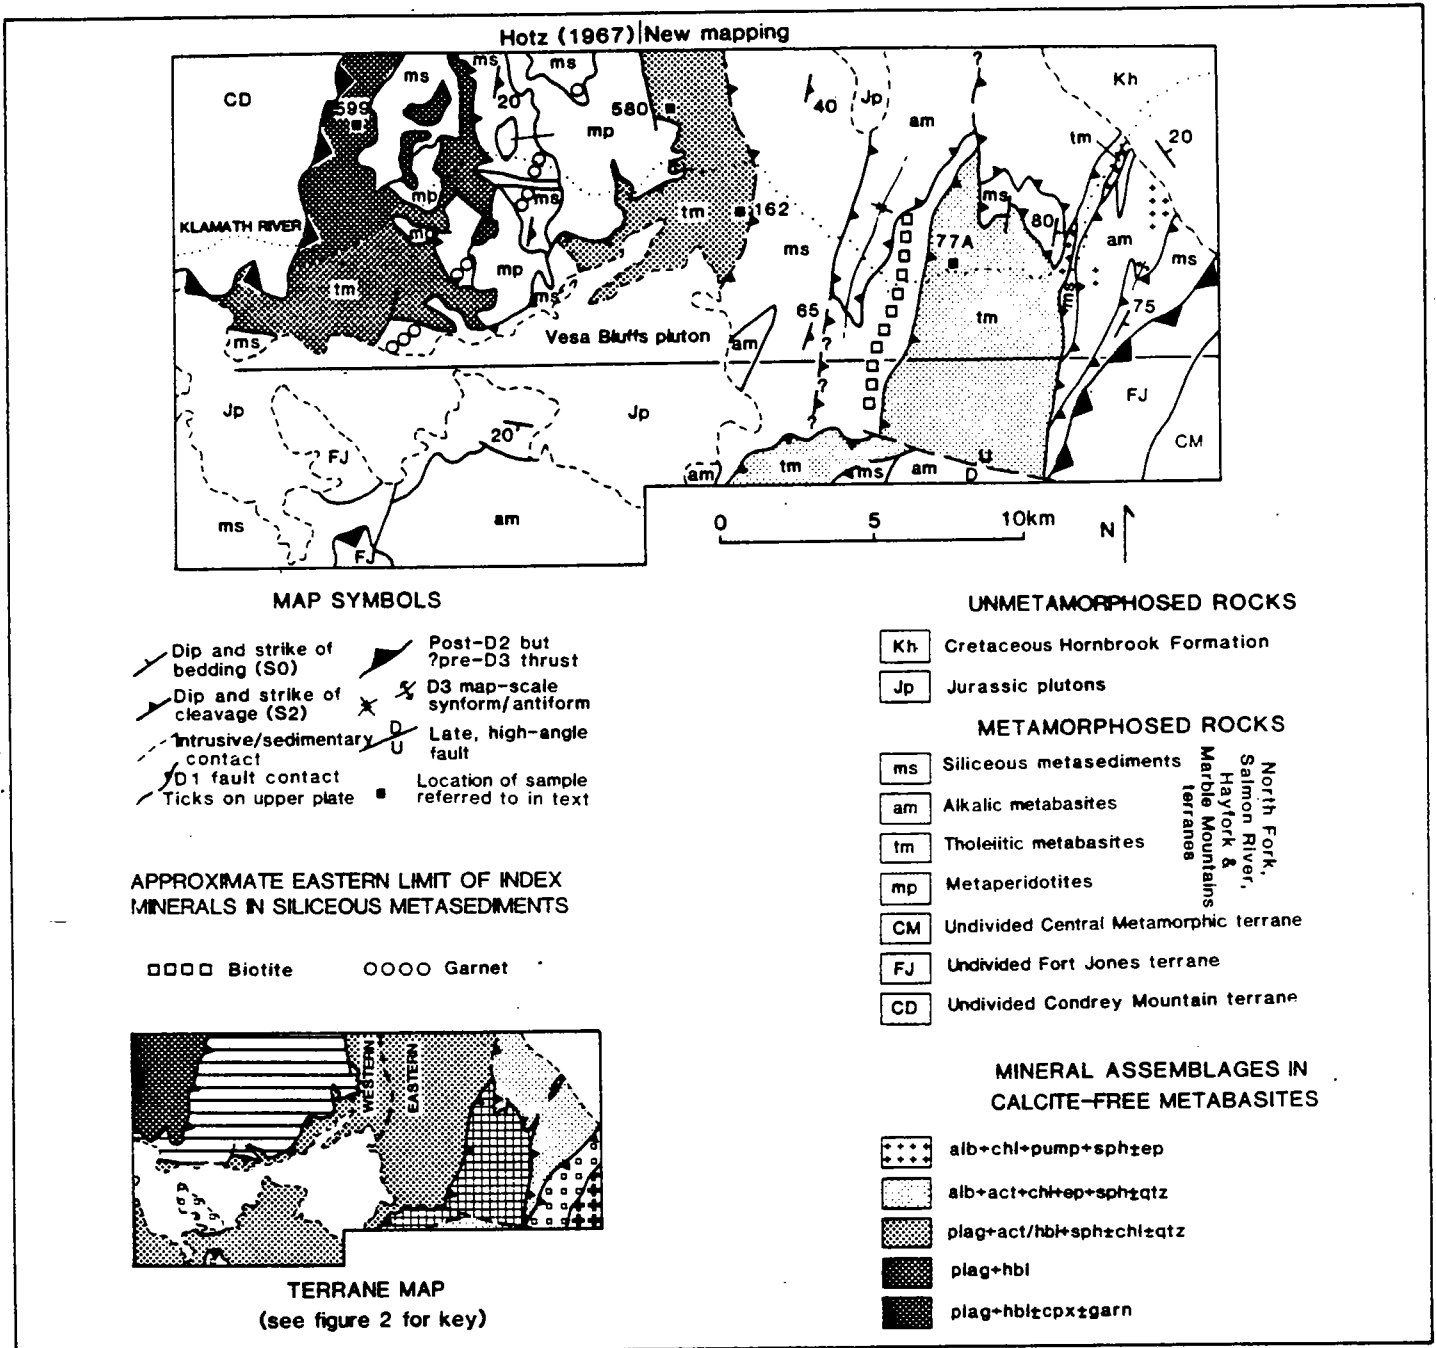 Hotz (1967)|New mapping
CD
ms
ms
ms
599
20
580
mp
40
Jp
am
Kh
tm
20
mp
ms
tm
162
ms
80
KLAMATH RIVER
mp
77A
am
ms
ms
tm
ms
tm
ms
65
75
ms
Vesa Bluffs pluton
am
?
?
?
?
Jp
Jp
FJ
20
FJ
CM
tm
ms
am
U
D
am
ms
am
FJ
0 5 10km
N
MAP SYMBOLS
Dip and strike of
bedding (S0)
Dip and strike of
cleavage (S2)
Intrusive/sedimentary
contact
D1 fault contact
Ticks on upper plate
Post-D2 but
?pre-D3 thrust
D3 map-scale
synform/antiform
D
U
Late, high-angle
fault
Location of sample
referred to in text
APPROXIMATE EASTERN LIMIT OF INDEX
MINERALS IN SILICEOUS METASEDIMENTS
Biotite
Garnet
WESTERN
EASTERN
TERRANE MAP
(see figure 2 for key)
UNMETAMORPHOSED ROCKS
Kh Cretaceous Hornbrook Formation
Jp Jurassic plutons
METAMORPHOSED ROCKS
ms Siliceous metasediments
am Alkalic metabasites
tm Tholeiitic metabasites
mp Metaperidotites
North Fork,
Salmon River,
Hayfork &
Marble Mountains
terranes
CM Undivided Central Metamorphic terrane
FJ Undivided Fort Jones terrane
CD Undivided Condrey Mountain terrane
MINERAL ASSEMBLAGES IN
CALCITE-FREE METABASITES
alb+chl+pump+sph±ep
alb+act+chl+ep+sph±qtz
plag+act/hbl+sph±chl±qtz
plag+hbl
plag+hbl±cpx±garn